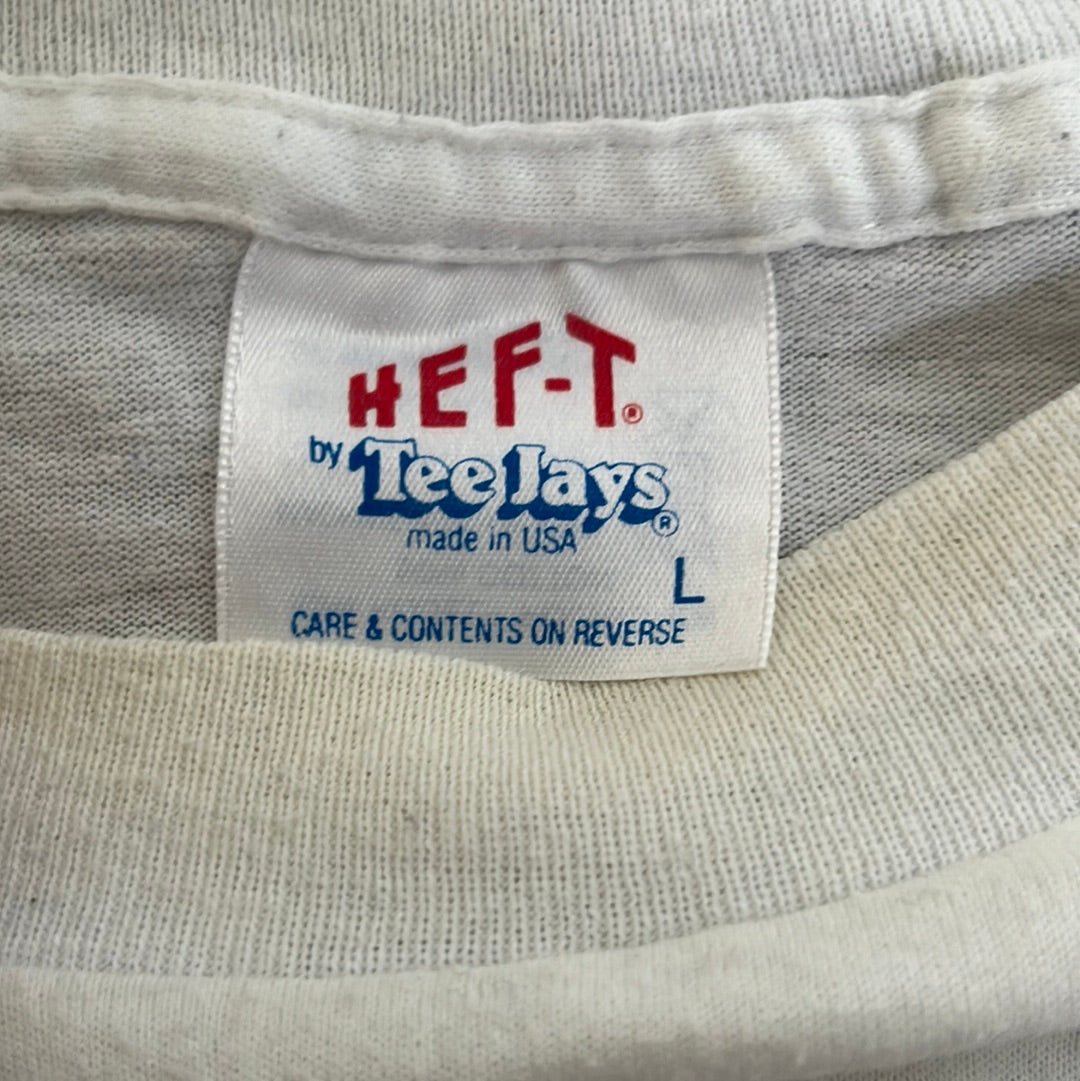 HEF-T®
by Tee Jays®
made in USA
L
CARE & CONTENTS ON REVERSE